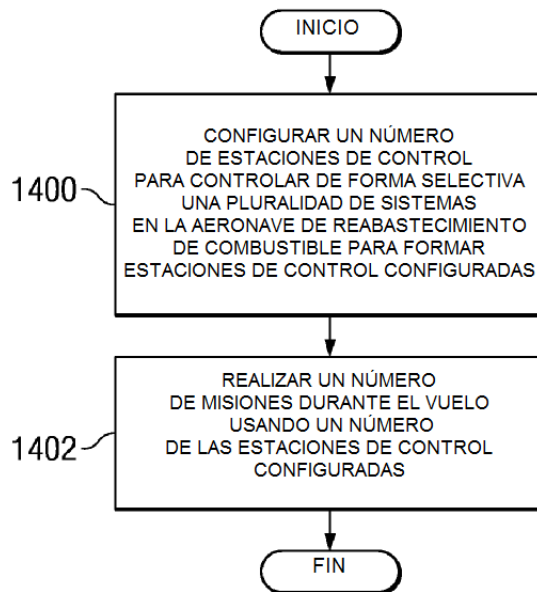 INICIO
1400
CONFIGURAR UN NÚMERO
DE ESTACIONES DE CONTROL
PARA CONTROLAR DE FORMA SELECTIVA
UNA PLURALIDAD DE SISTEMAS
EN LA AERONAVE DE REABASTECIMIENTO
DE COMBUSTIBLE PARA FORMAR
ESTACIONES DE CONTROL CONFIGURADAS
1402
REALIZAR UN NÚMERO
DE MISIONES DURANTE EL VUELO
USANDO UN NÚMERO
DE LAS ESTACIONES DE CONTROL
CONFIGURADAS
FIN